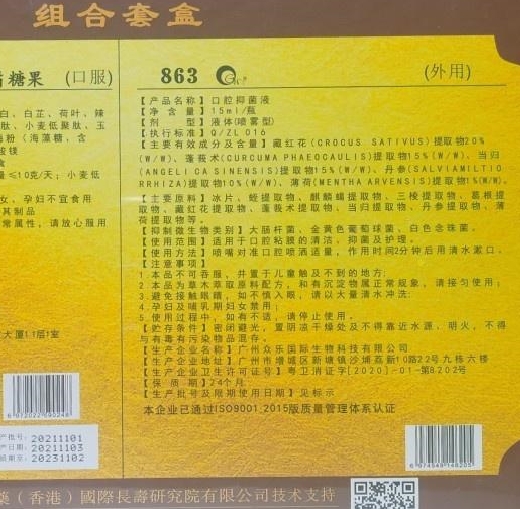 组合套盒
糖果 (口服)
白、白芷、荷叶、辣
肽、小麦低聚肽、玉
粉（海藻糖、含
酸镁
食
量≤10克/天；小麦低
女、孕妇不宜食用
其制品
常属性，请放心服用
大厦11层1室
6972022690248
产批号: 20211101
产日期: 20211103
期至 20231102
863 (外用)
【产品名称】口腔抑菌液
【净 含 量】15ml/瓶
【剂 型】液体(喷雾型)
【执行标准】Q/ZL 016
【主要有效成分及含量】藏红花(CROCUS SATIVUS)提取物20%
(W/W)、蓬莪术(CURCUMA PHAEOCAULIS)提取物15%(W/W)、当归
(ANGELICA SINENSIS)提取物15%(W/W)、丹参(SALVIA MILTIO
RRHIZA)提取物10%(W/W)、薄荷(MENTHA ARVENSIS)提取物1%(W/W)。
【主要原料】冰片、蛭提取物、麒麟蝎提取物、三棱提取物、葛根提
取物、藏红花提取物、蓬莪术提取物、当归提取物、丹参提取物、薄
荷提取物等。
【抑制微生物类别】大肠杆菌、金黄色葡萄球菌、白色念珠菌。
【使用范围】适用于口腔粘膜的清洁、抑菌及护理。
【使用方法】喷嘴对准口腔喷洒适量，作用时间2分钟后用清水漱口。
【注意事项】
1.本品不可吞服，并置于儿童触及不到的地方;
2.本品为草木萃取原料配方，和有沉淀物属正常规象，请接匀使用;
3.避免接触眼睛，如不慎入眼，请以大量清水冲洗;
4.孕妇及哺乳期妇女禁用;
5.使用过程中，如有不适，请停止使用。
【贮存条件】密闭避光，置阴凉干燥处及不得靠近水源、明火，不得
与有毒有污染物品混存。
【生产企业名称】广州众乐国际生物科技有限公司
【生产企业地址】广州市增城区新塘镇沙埔荔新10路22号九栋六楼
【生产企业卫生许可证号】粤卫消证字[2020]-01-第8202号
【保 质 期】24个月
【生产批号及限期使用日期】见标示
本企业已通过ISO9001:2015版质量管理体系认证
6974549146205
(香港) 國際長壽研究院有限公司技术支持